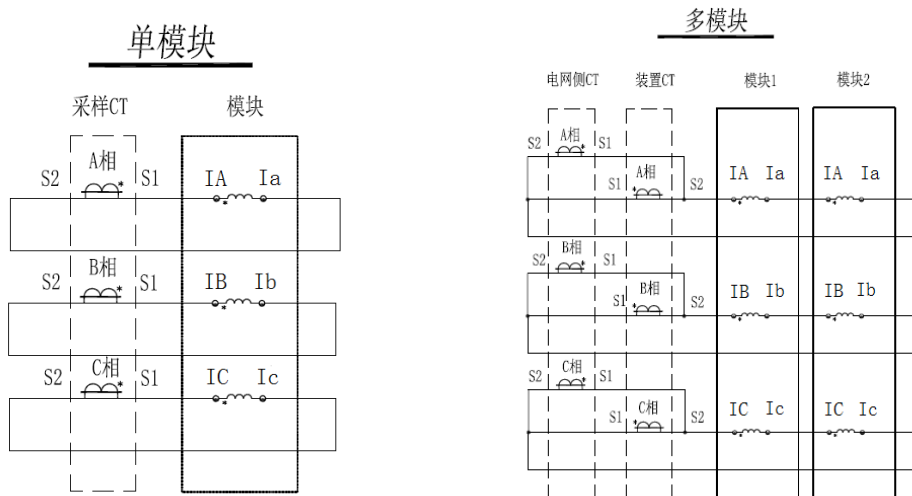 单模块
采样CT
模块
A相
S2
S1
IA
Ia
B相
S2
S1
IB
Ib
C相
S2
S1
IC
Ic
多模块
电网侧CT
装置CT
模块1
模块2
A相
S2
S1
A相
S1
S2
IA
Ia
IA
Ia
B相
S2
S1
B相
S1
S2
IB
Ib
IB
Ib
C相
S2
S1
C相
S1
S2
IC
Ic
IC
Ic